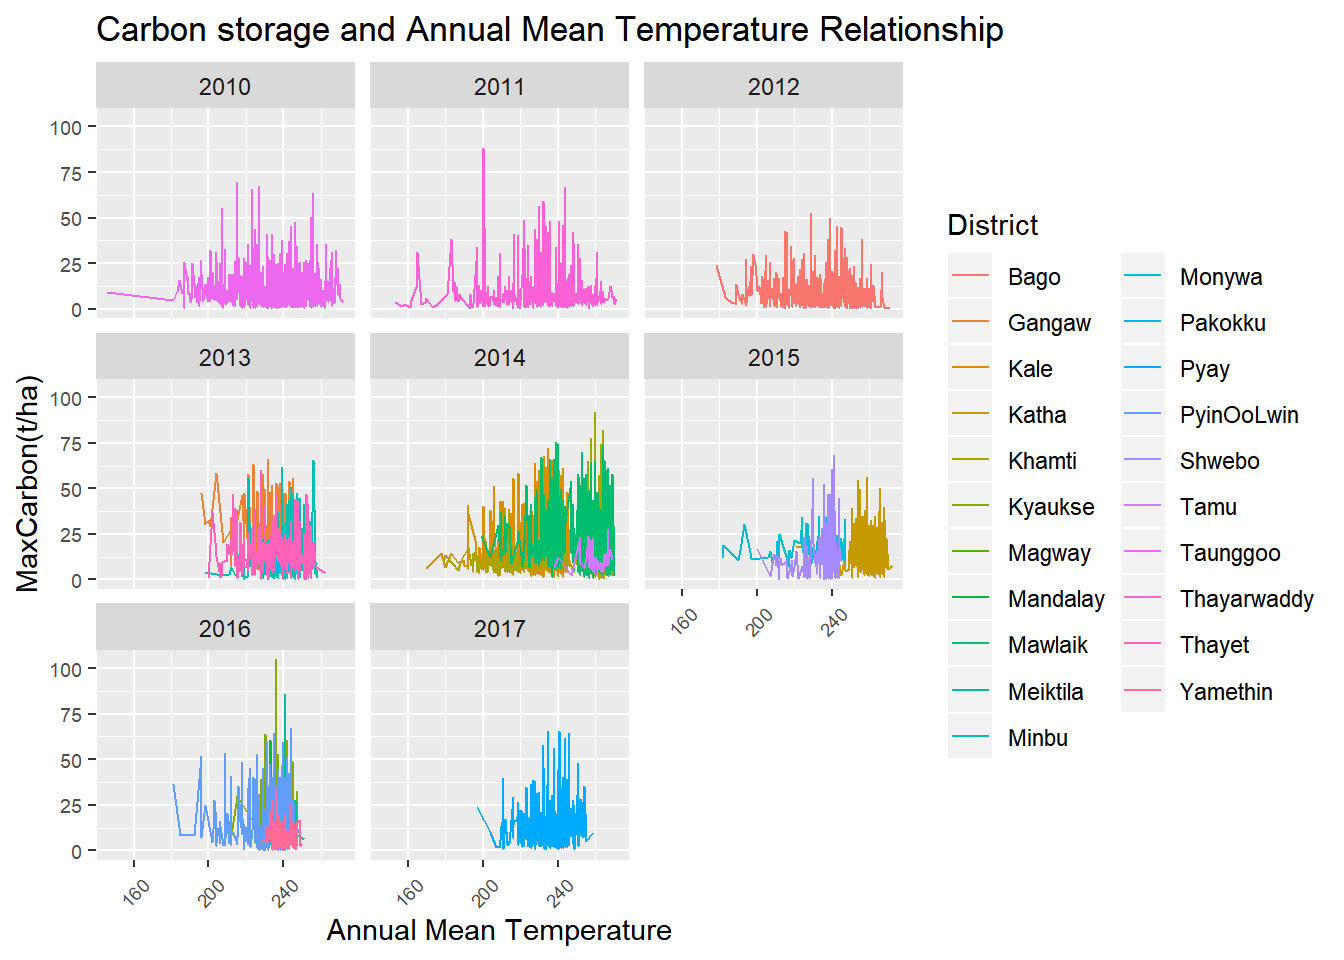 Carbon storage and Annual Mean Temperature Relationship
2010 2011 2012
100
75
50
25
0
2013 2014 2015
100
75
50
25
0
160 200 240
2016 2017
100
75
50
25
0
160 200 240 160 200 240
MaxCarbon(t/ha)
Annual Mean Temperature
District
Bago Monywa
Gangaw Pakokku
Kale Pyay
Katha PyinOoLwin
Khamti Shwebo
Kyaukse Tamu
Magway Taunggoo
Mandalay Thayarwaddy
Mawlaik Thayet
Meiktila Yamethin
Minbu